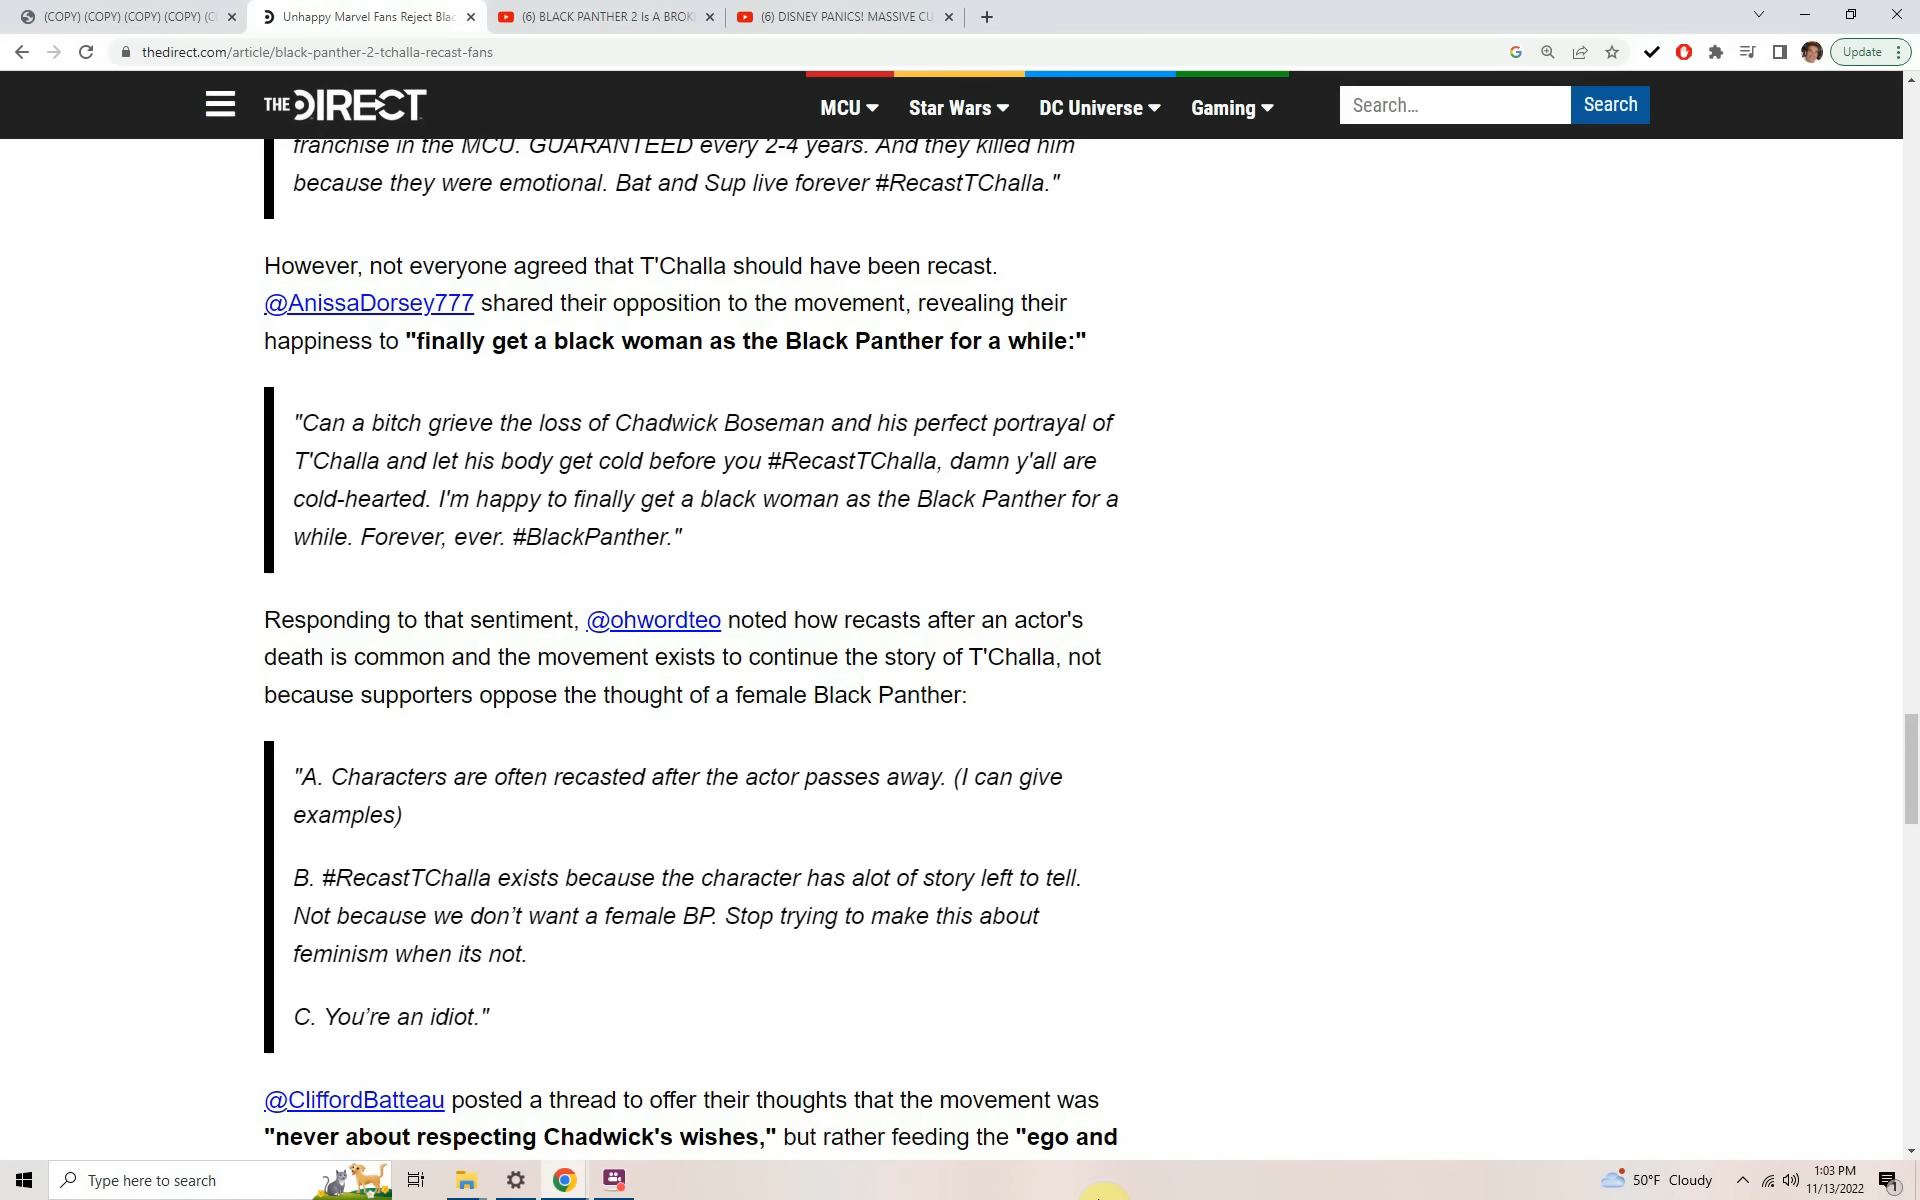 (COPY) (COPY) (COPY) (COPY) (C
Unhappy Marvel Fans Reject Blac
(6) BLACK PANTHER 2 Is A BROK
(6) DISNEY PANICS! MASSIVE CU
thedirect.com/article/black-panther-2-tchalla-recast-fans
Update
THE DIRECT
MCU
Star Wars
DC Universe
Gaming
Search...
Search
franchise in the MCU. GUARANTEED every 2-4 years. And they killed him
because they were emotional. Bat and Sup live forever #RecastTChalla."
However, not everyone agreed that T'Challa should have been recast.
@AnissaDorsey777 shared their opposition to the movement, revealing their
happiness to "finally get a black woman as the Black Panther for a while:"
"Can a bitch grieve the loss of Chadwick Boseman and his perfect portrayal of
T'Challa and let his body get cold before you #RecastTChalla, damn y'all are
cold-hearted. I'm happy to finally get a black woman as the Black Panther for a
while. Forever, ever. #BlackPanther."
Responding to that sentiment, @ohwordteo noted how recasts after an actor's
death is common and the movement exists to continue the story of T'Challa, not
because supporters oppose the thought of a female Black Panther:
"A. Characters are often recasted after the actor passes away. (I can give
examples)
B. #RecastTChalla exists because the character has alot of story left to tell.
Not because we don't want a female BP. Stop trying to make this about
feminism when its not.
C. You're an idiot."
@CliffordBatteau posted a thread to offer their thoughts that the movement was
"never about respecting Chadwick's wishes," but rather feeding the "ego and
Type here to search
50°F Cloudy
1:03 PM
11/13/2022
1